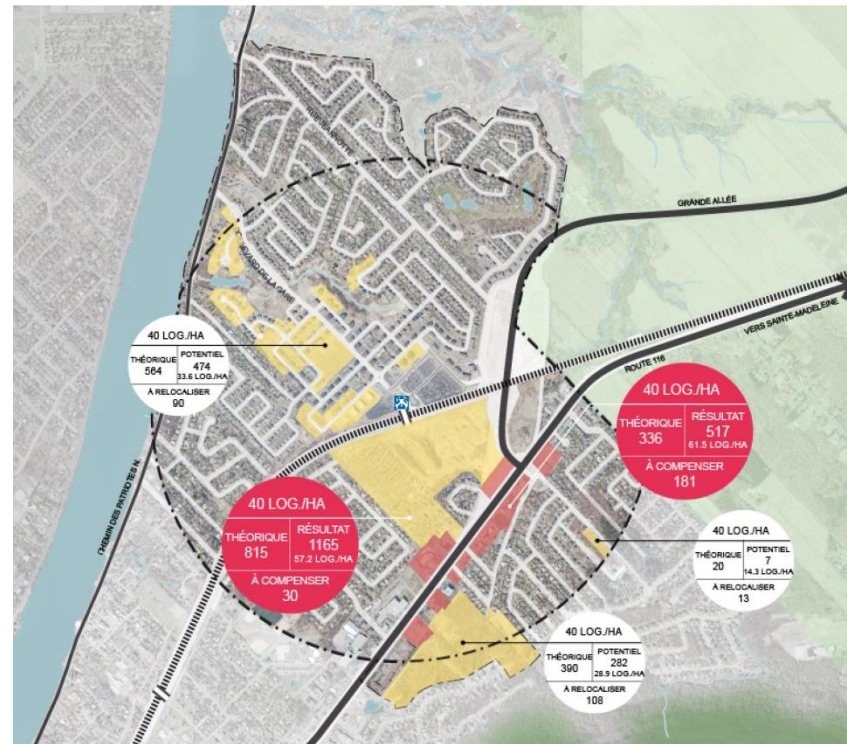 GRANDE ALLÉE
VERS SAINTE-MADELEINE
ROUTE 116
CHEMIN DES PATRIOTES N.
40 LOG./HA
THÉORIQUE
564
POTENTIEL
474
33.6 LOG./HA
À RELOCALISER
90
40 LOG./HA
THÉORIQUE
336
RÉSULTAT
517
61.5 LOG./HA
À COMPENSER
181
40 LOG./HA
THÉORIQUE
815
RÉSULTAT
1165
57.2 LOG./HA
À COMPENSER
30
40 LOG./HA
THÉORIQUE
20
POTENTIEL
7
14.3 LOG./HA
À RELOCALISER
13
40 LOG./HA
THÉORIQUE
390
POTENTIEL
282
28.9 LOG./HA
À RELOCALISER
108
DE LA GARE